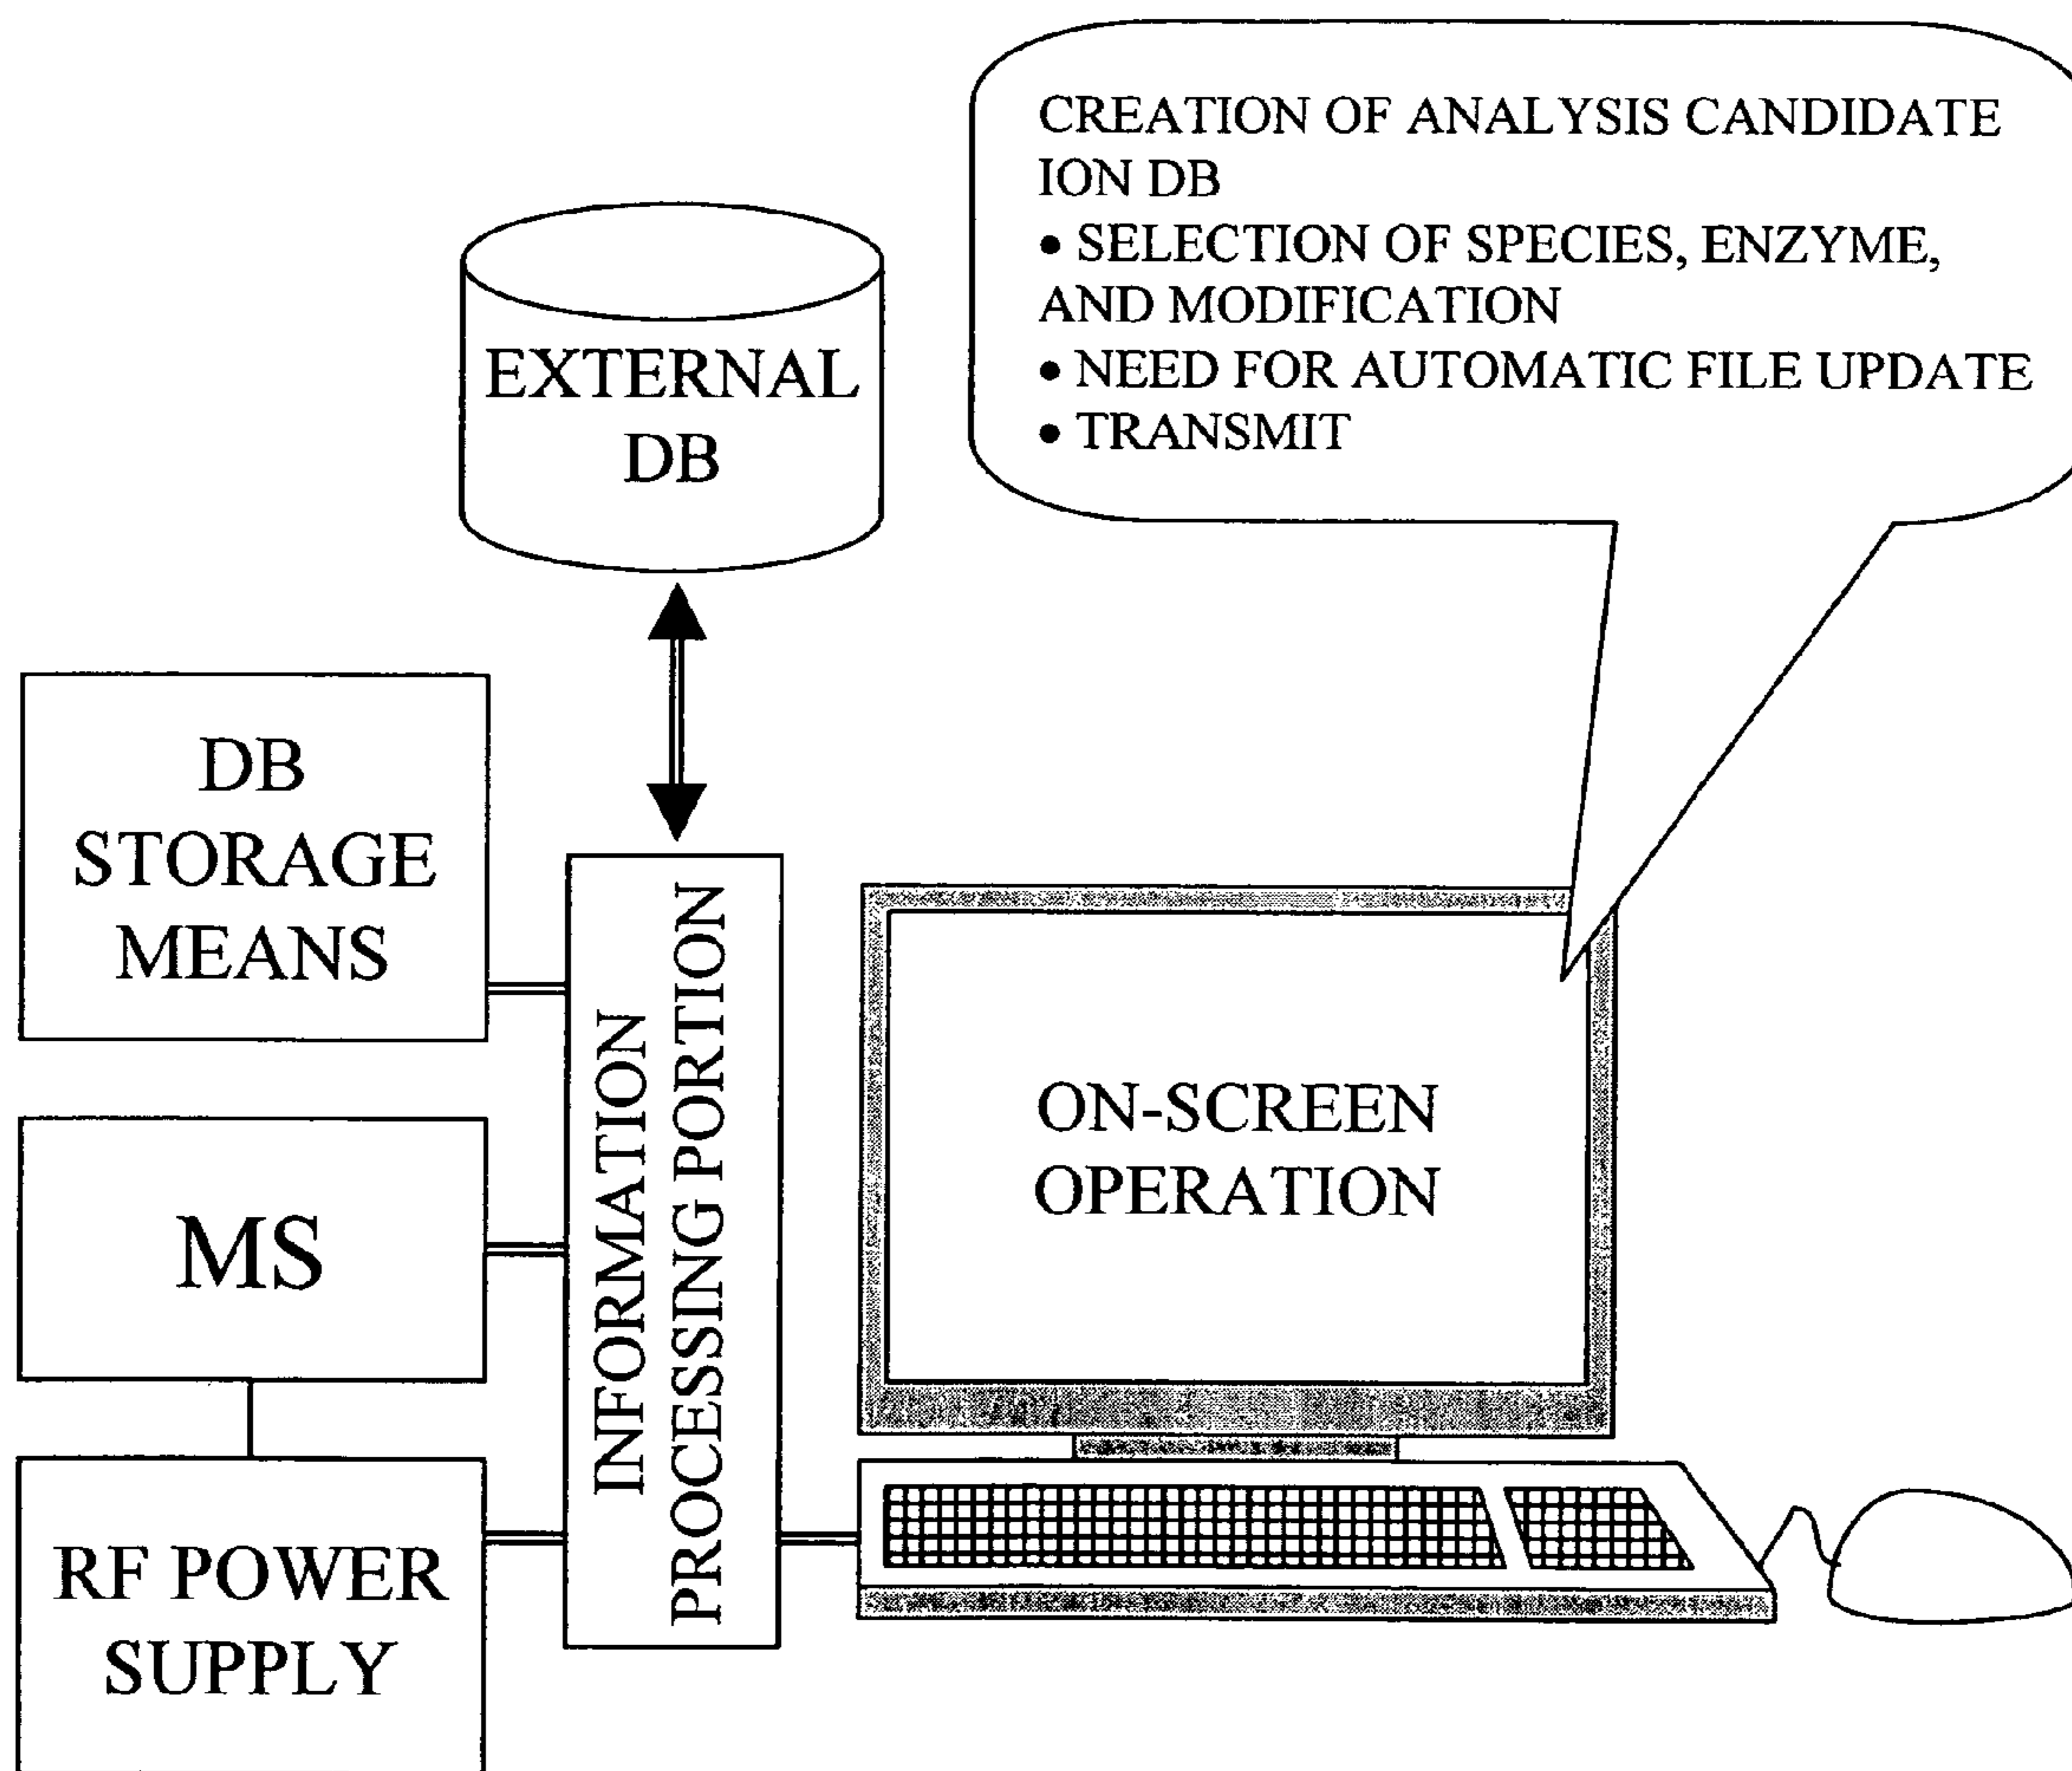 CREATION OF ANALYSIS CANDIDATE
ION DB
• SELECTION OF SPECIES, ENZYME,
AND MODIFICATION
• NEED FOR AUTOMATIC FILE UPDATE
• TRANSMIT
EXTERNAL
DB
DB
STORAGE
MEANS
MS
RF POWER
SUPPLY
INFORMATION
PROCESSING PORTION
ON-SCREEN
OPERATION